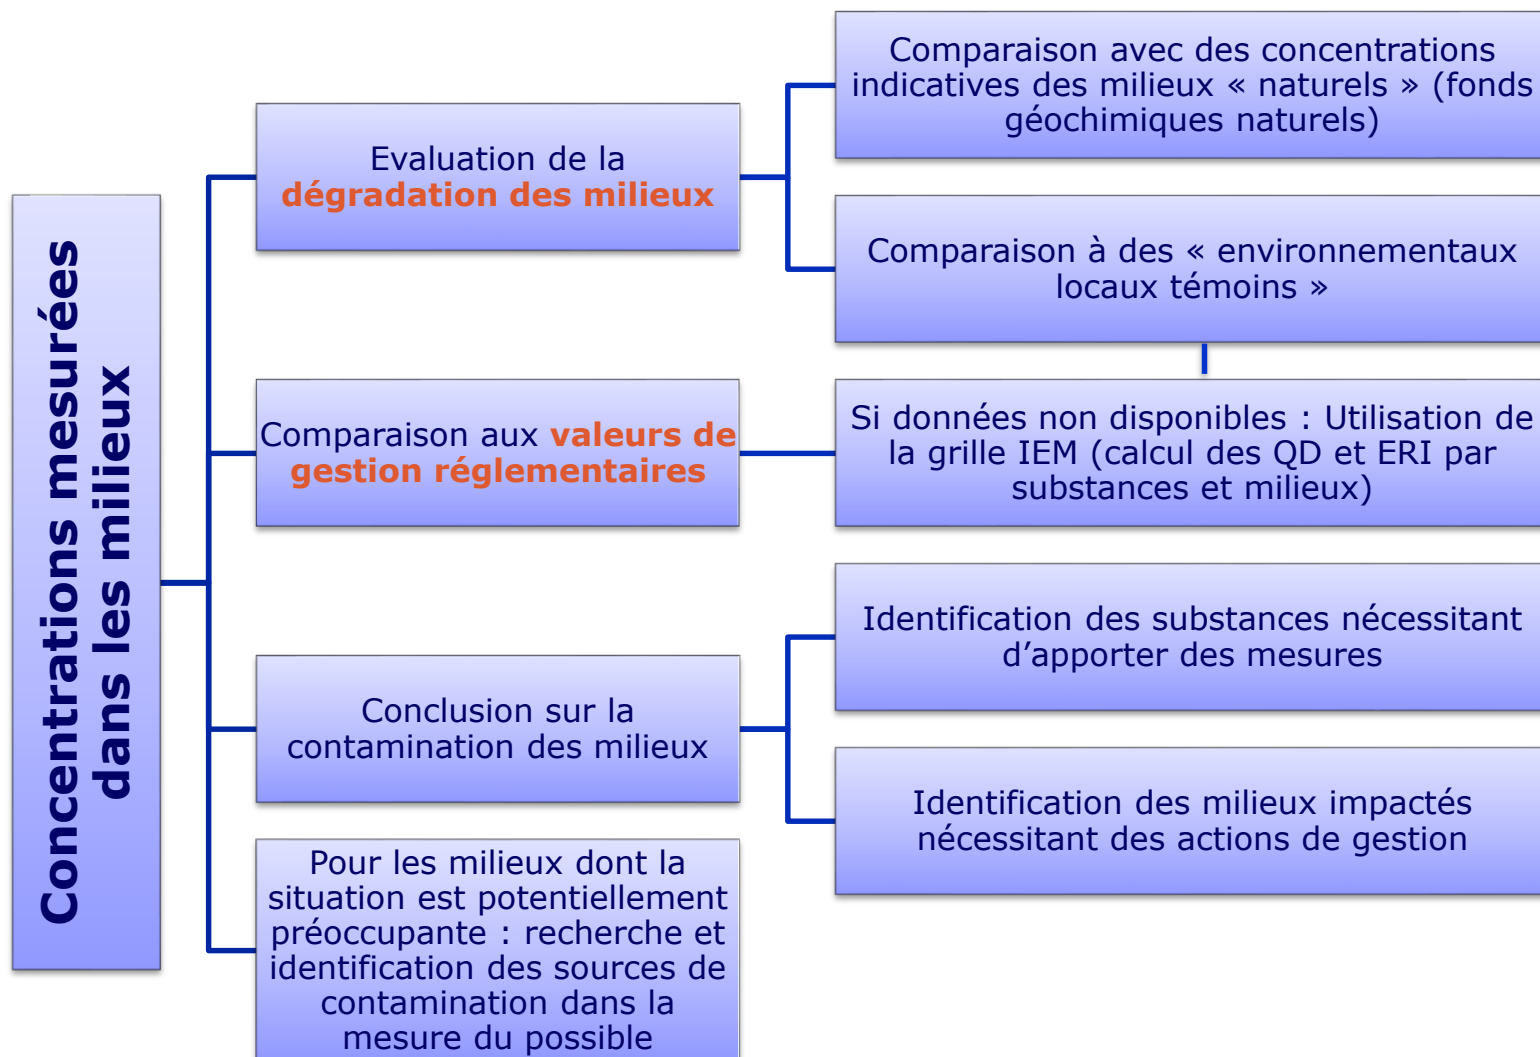 Concentrations mesurées
dans les milieux
Evaluation de la
dégradation des milieux
Comparaison avec des concentrations
indicatives des milieux « naturels » (fonds
géochimiques naturels)
Comparaison à des « environnementaux
locaux témoins »
Comparaison aux valeurs de
gestion réglementaires
Si données non disponibles : Utilisation de
la grille IEM (calcul des QD et ERI par
substances et milieux)
Conclusion sur la
contamination des milieux
Identification des substances nécessitant
d’apporter des mesures
Identification des milieux impactés
nécessitant des actions de gestion
Pour les milieux dont la
situation est potentiellement
préoccupante : recherche et
identification des sources de
contamination dans la
mesure du possible